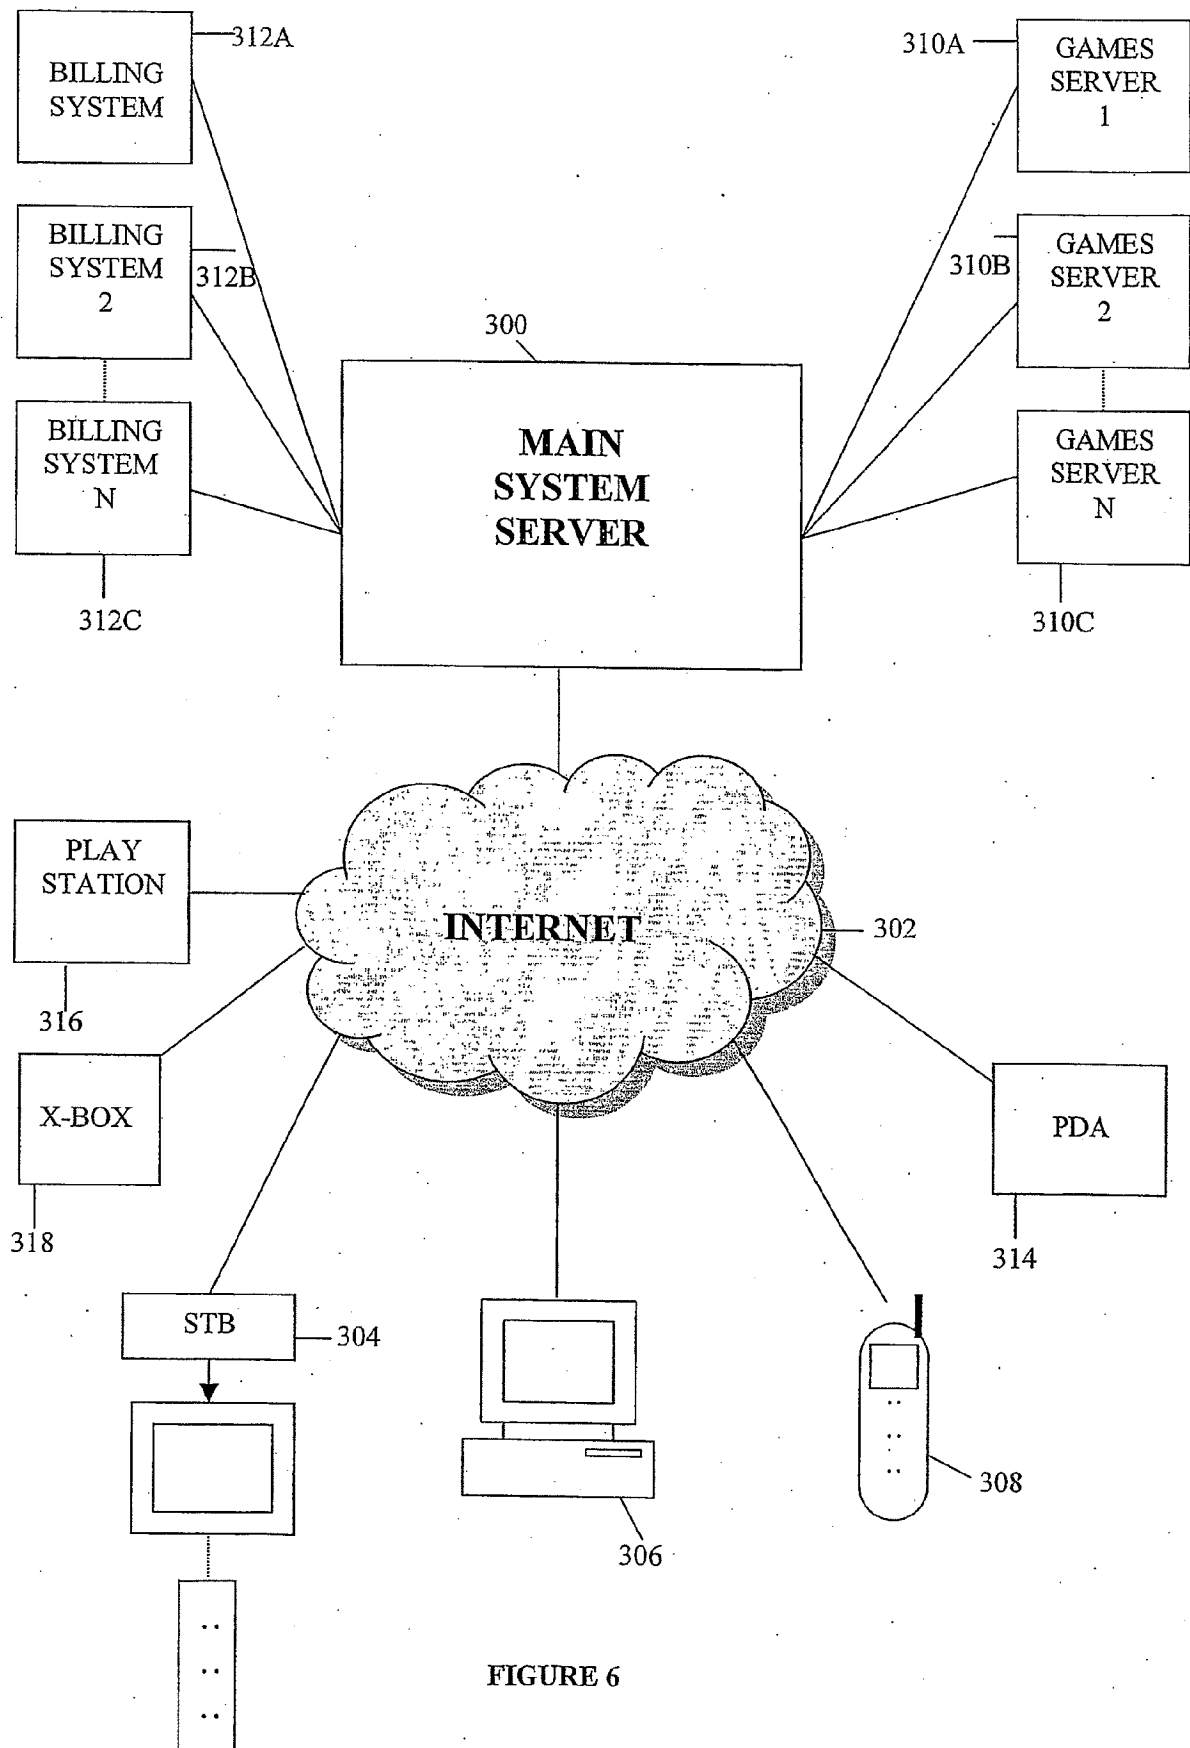 312A
BILLING
SYSTEM
310A
GAMES
SERVER
1
BILLING
SYSTEM
2
312B
310B
GAMES
SERVER
2
300
BILLING
SYSTEM
N
312C
MAIN
SYSTEM
SERVER
GAMES
SERVER
N
310C
PLAY
STATION
316
INTERNET
302
X-BOX
318
PDA
314
STB
304
306
308
FIGURE 6